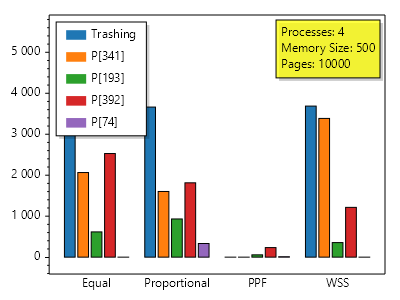 Trashing
P[341]
P[193]
P[392]
P[74]
Processes: 4
Memory Size: 500
Pages: 10000
5 000
4 000
3 000
2 000
1 000
0
Equal Proportional PPF WSS